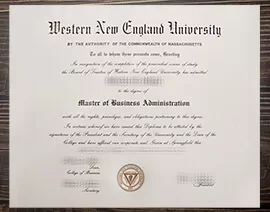 Western New England University
BY THE AUTHORITY OF THE COMMONWEALTH OF MASSACHUSETTS
To all to whom these presents come, Greeting
In recognition of the completion of the prescribed course of study
the Board of Trustees of Western New England University has admitted
to the degree of
Master of Business Administration
with all the rights, privileges, and obligations pertaining to this degree.
In witness whereof we have caused this Diploma to be attested by the
signatures of the President and the Secretary of the University and the Dean of the
College and have affixed our corporate seal. Given at Springfield this
Dean
College of Business
President
Secretary